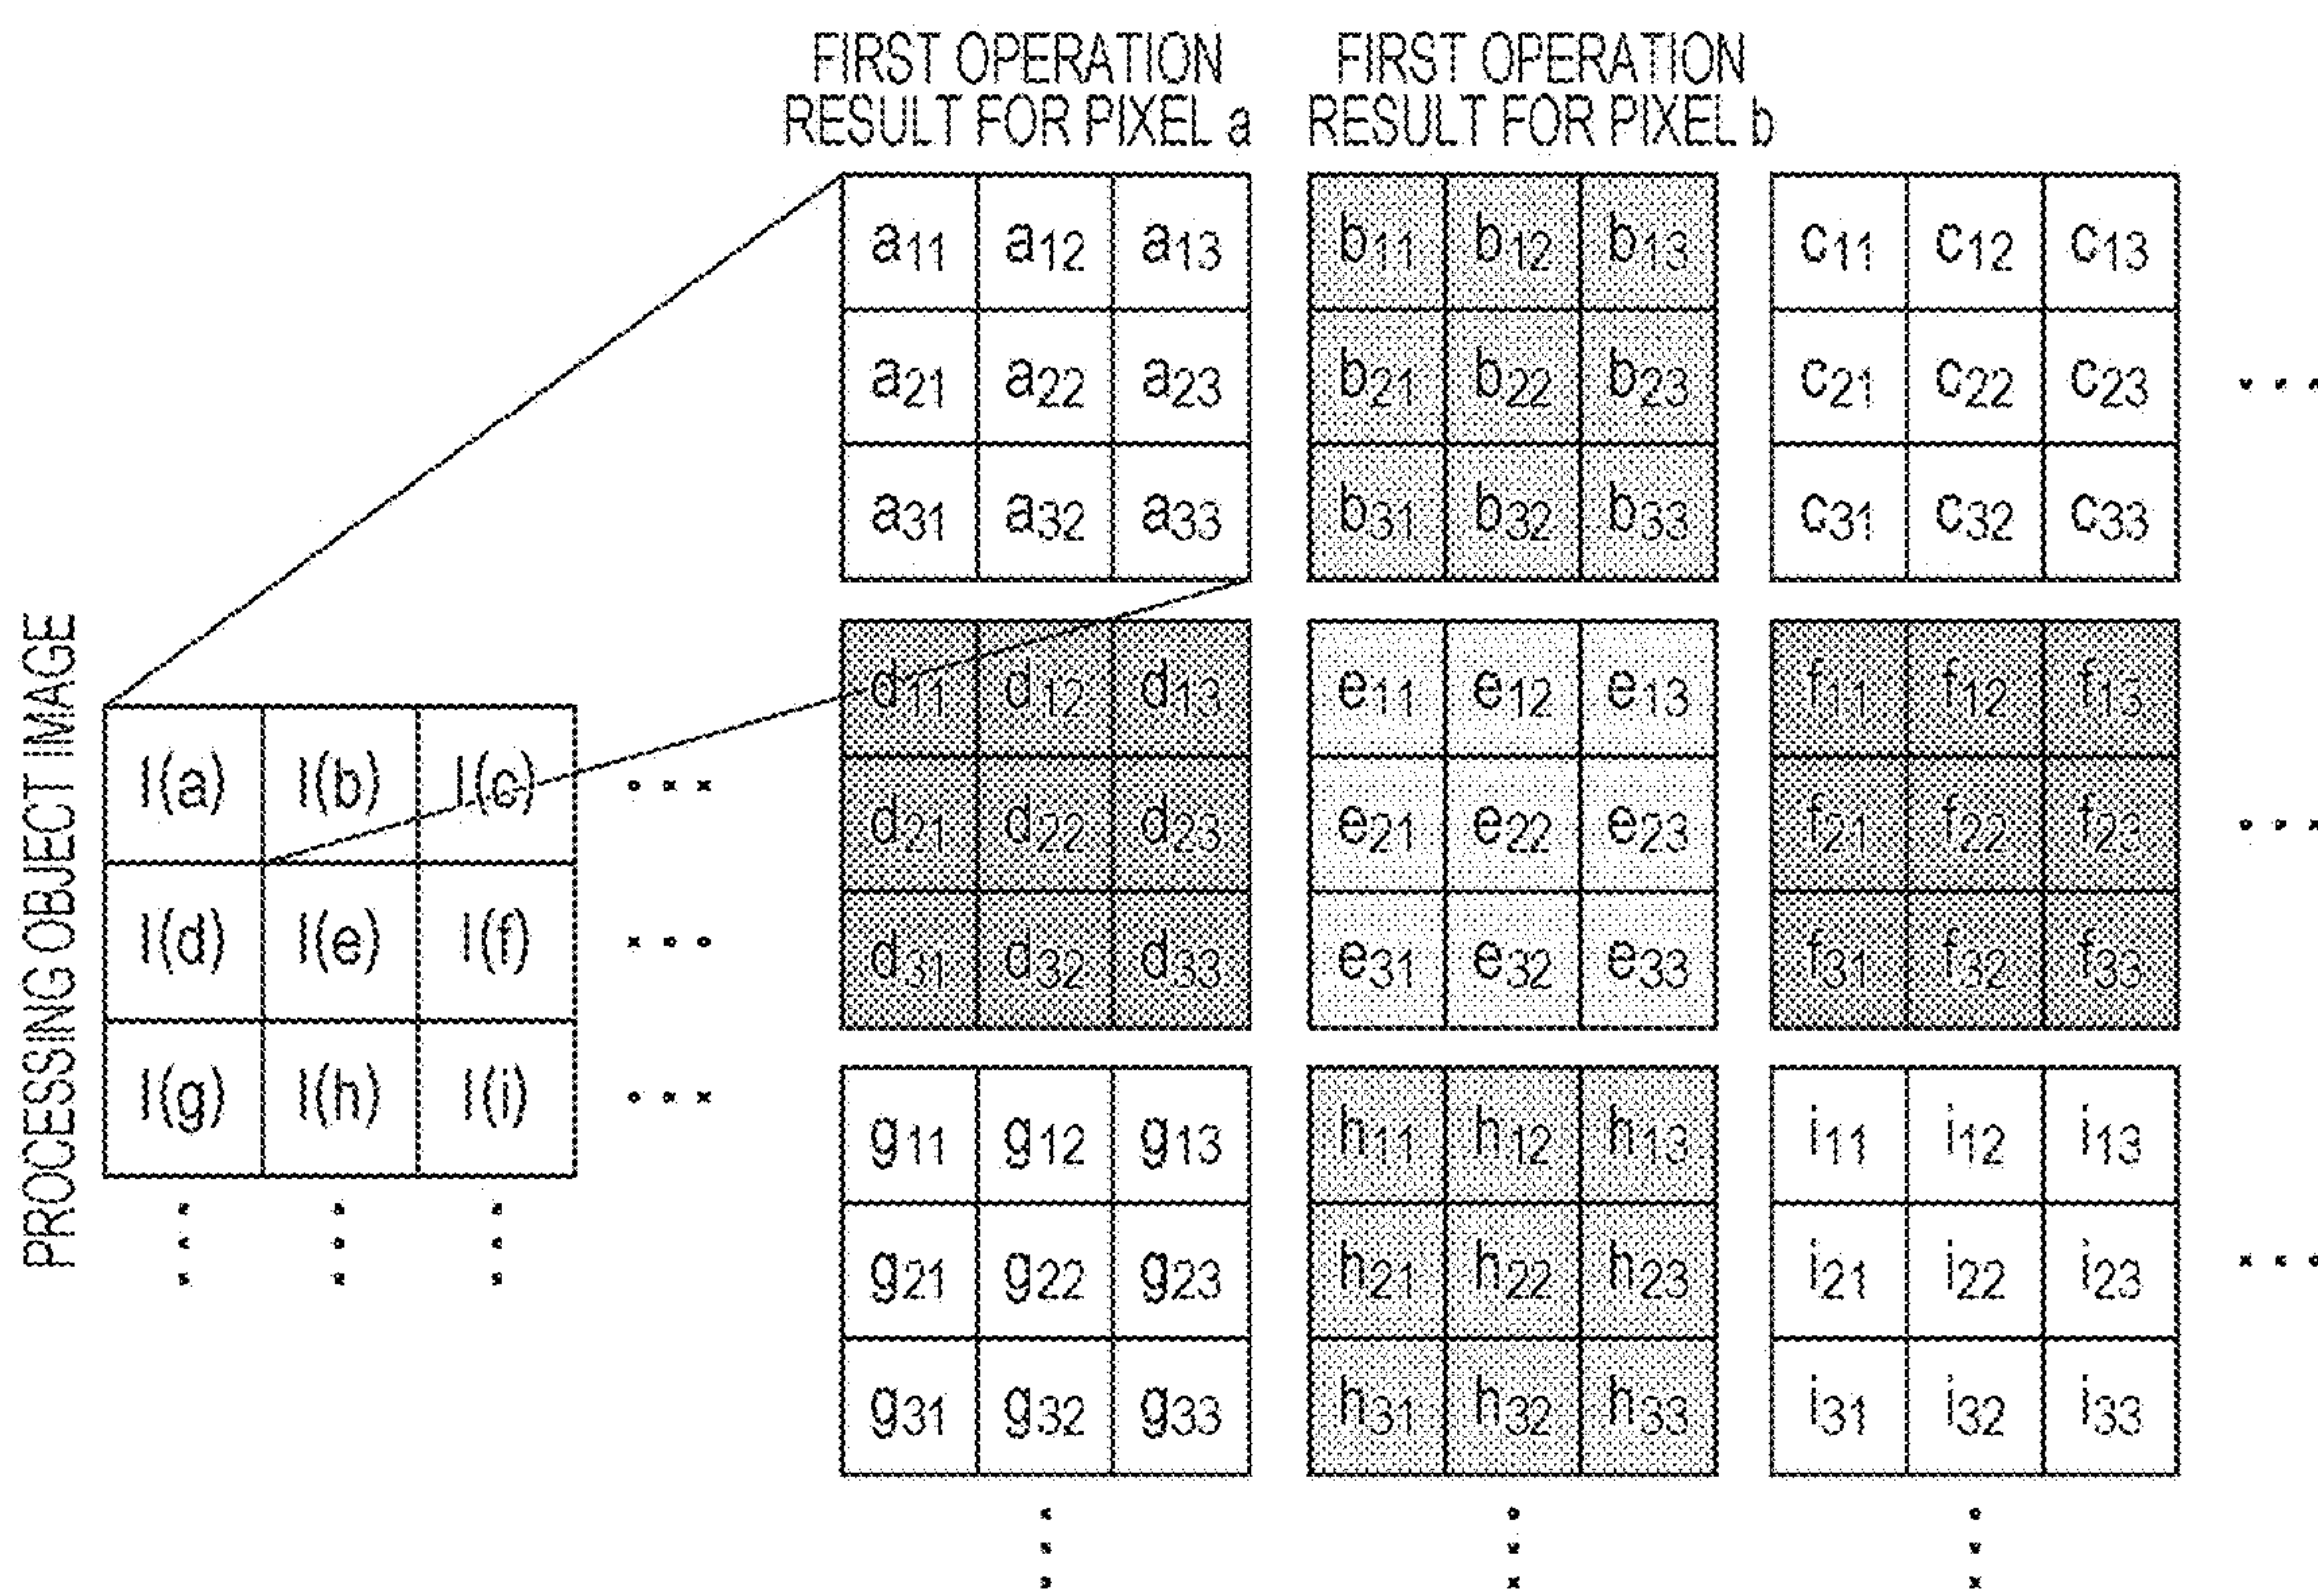 FIRST OPERATION
RESULT FOR PIXEL a
FIRST OPERATION
RESULT FOR PIXEL b
a11 a12 a13 b11 b12 b13 c11 c12 c13
a21 a22 a23 b21 b22 b23 c21 c22 c23 ...
a31 a32 a33 b31 b32 b33 c31 c32 c33
PROCESSING OBJECT IMAGE
I(a) I(b) I(c) ...
I(d) I(e) I(f) ...
I(g) I(h) I(i) ...
d11 d12 d13 e11 e12 e13 f11 f12 f13
d21 d22 d23 e21 e22 e23 f21 f22 f23 ...
d31 d32 d33 e31 e32 e33 f31 f32 f33
g11 g12 g13 h11 h12 h13 i11 i12 i13
g21 g22 g23 h21 h22 h23 i21 i22 i23 ...
g31 g32 g33 h31 h32 h33 i31 i32 i33